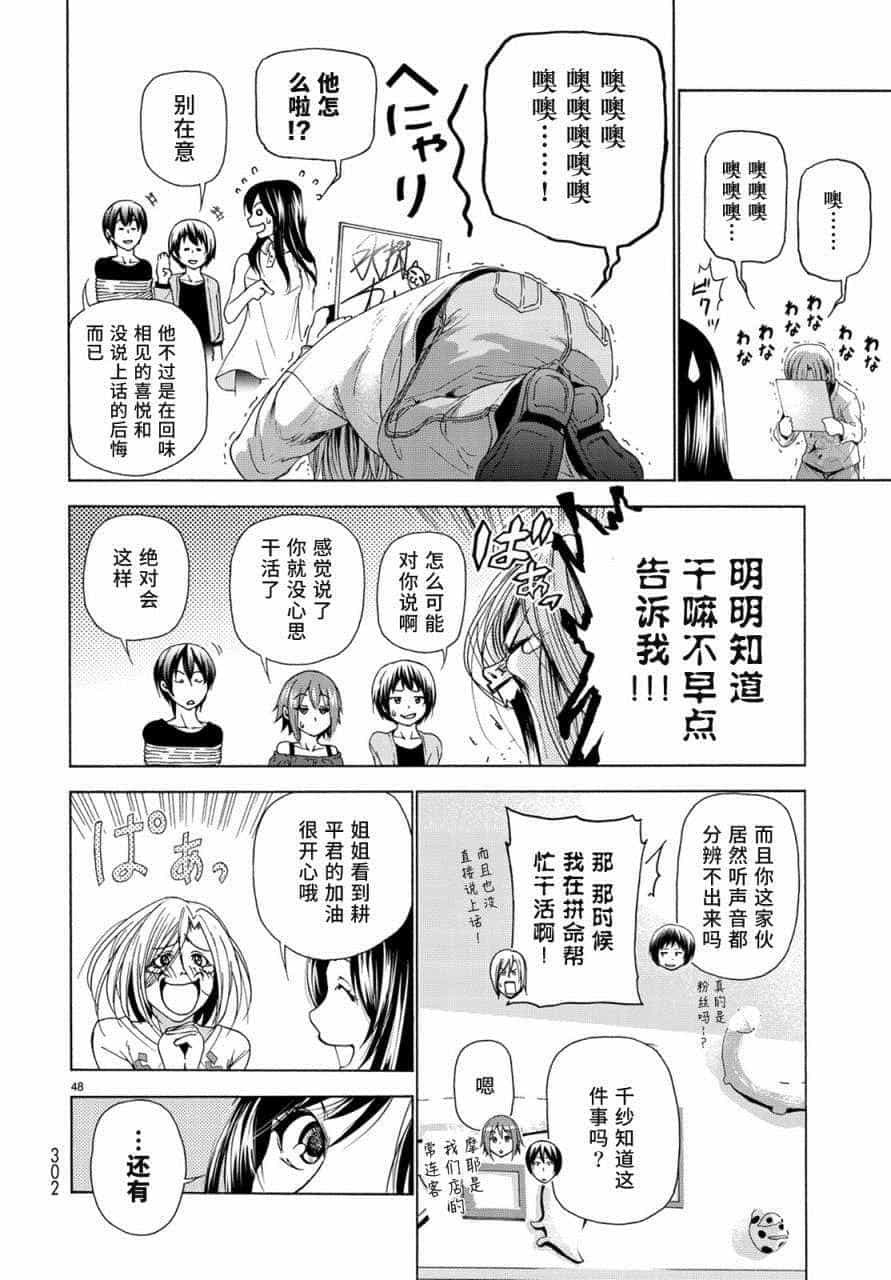 噢…
噢噢噢
噢噢噢…
わなわな
わなわな
ビクッ
噢噢噢
噢噢噢噢噢
噢噢……！
へにゃり
他怎
么啦!?
别在意
他不过是在回味
相见的喜悦和
没说上话的后悔
而已
明明知道
干嘛不早点
告诉我!!!
ばあっ
怎么可能
对你说啊
感觉说了
你就没心思
干活了
绝对会
这样
而且你这家伙
居然听声音都
分辨不出来吗
真的是
粉丝吗!?
那 那时候
我在拼命帮
忙干活啊！
而且也没
直接说上话！
千纱知道这
件事吗？
嗯
摩耶是
我们店的
常连客
姐姐看到耕
平君的加油
很开心哦
ぱあっ
…还有
48
302